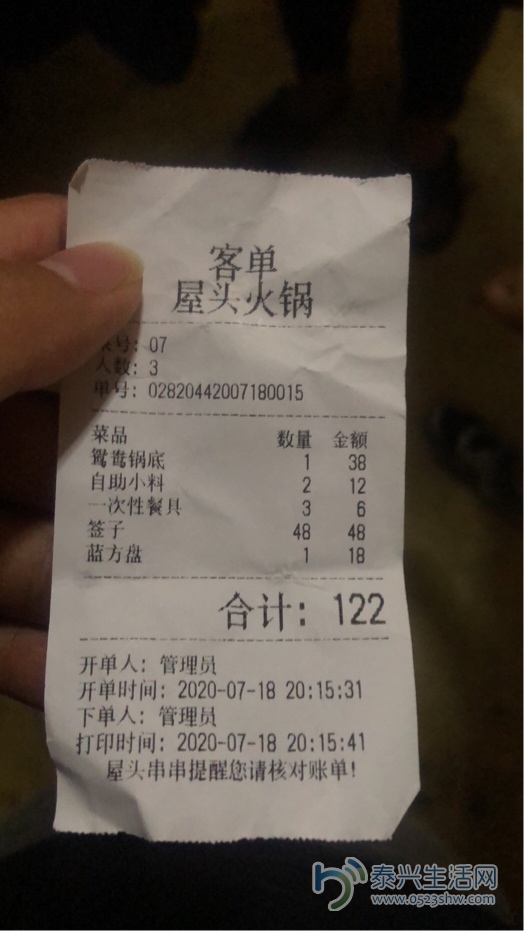 客单
屋头火锅
号: 07
人数: 3
单号: 02820442007180015
菜品 数量 金额
鸳鸯锅底 1 38
自助小料 2 12
一次性餐具 3 6
签子 48 48
蓝方盘 1 18
合计: 122
开单人: 管理员
开单时间: 2020-07-18 20:15:31
下单人: 管理员
打印时间: 2020-07-18 20:15:41
屋头串串提醒您请核对账单!
泰兴生活网
www.0523shw.com